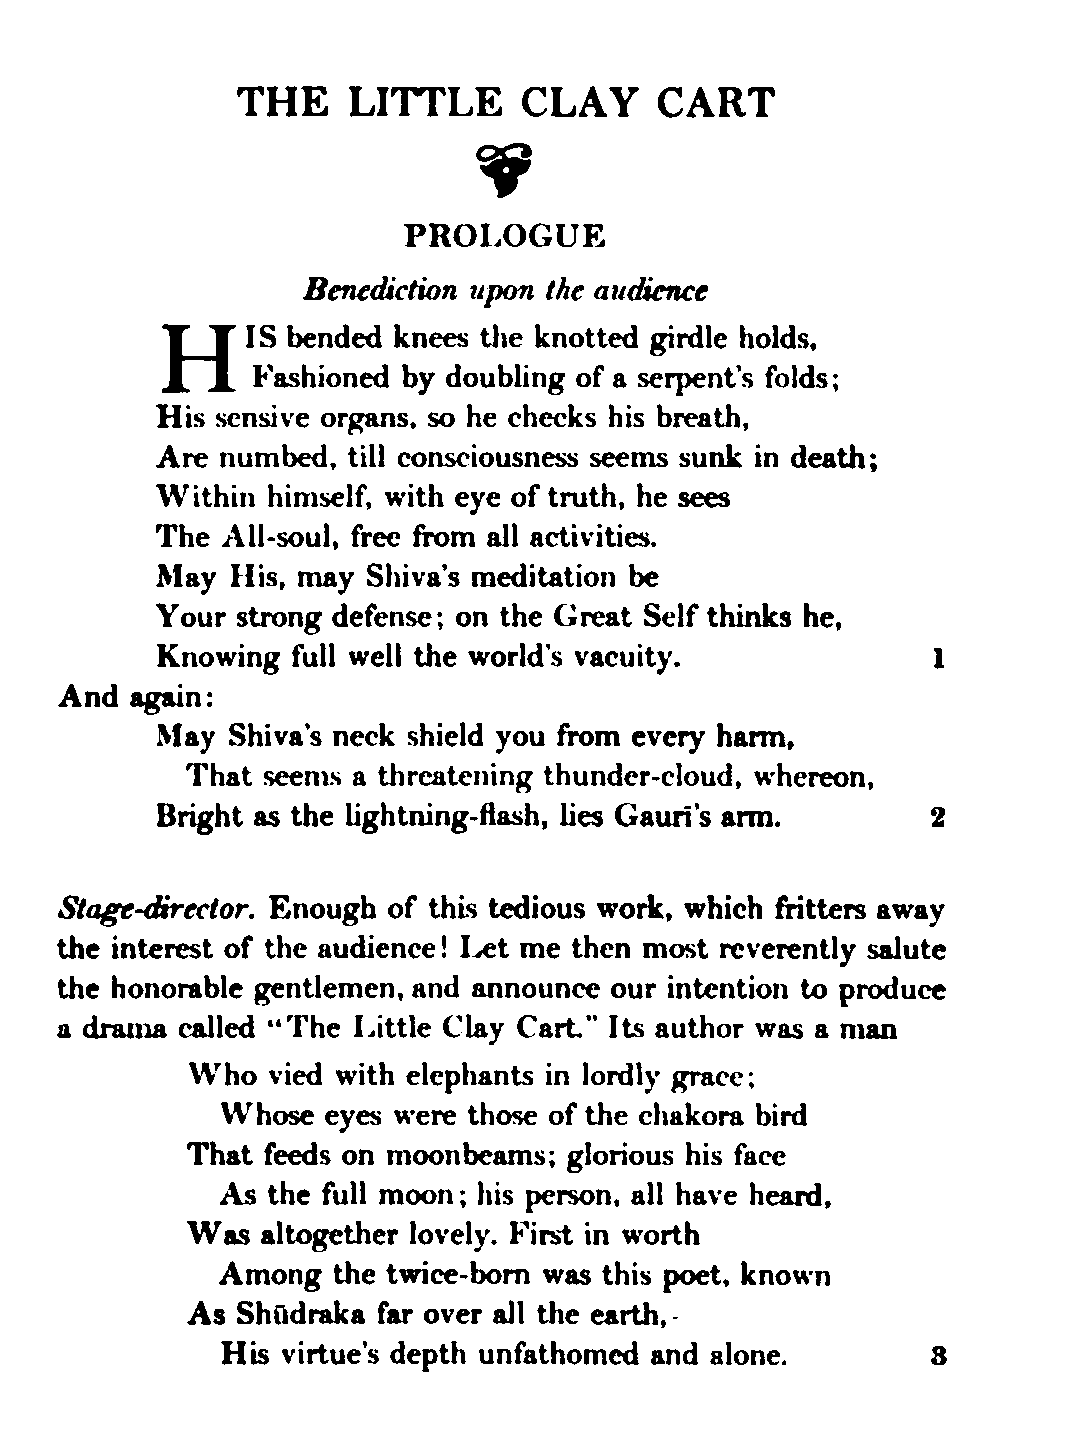 THE LITTLE CLAY CART
PROLOGUE
Benediction upon the audience
HIS bended knees the knotted girdle holds,
Fashioned by doubling of a serpent's folds;
His sensive organs, so he checks his breath,
Are numbed, till consciousness seems sunk in death;
Within himself, with eye of truth, he sees
The All-soul, free from all activities.
May His, may Shiva's meditation be
Your strong defense; on the Great Self thinks he,
Knowing full well the world's vacuity. 1
And again:
May Shiva's neck shield you from every harm,
That seems a threatening thunder-cloud, whereon,
Bright as the lightning-flash, lies Gaurī's arm. 2
Stage-director. Enough of this tedious work, which fritters away
the interest of the audience! Let me then most reverently salute
the honorable gentlemen, and announce our intention to produce
a drama called "The Little Clay Cart." Its author was a man
Who vied with elephants in lordly grace;
Whose eyes were those of the chakora bird
That feeds on moonbeams; glorious his face
As the full moon; his person, all have heard,
Was altogether lovely. First in worth
Among the twice-born was this poet, known
As Shūdraka far over all the earth,-
His virtue's depth unfathomed and alone. 3